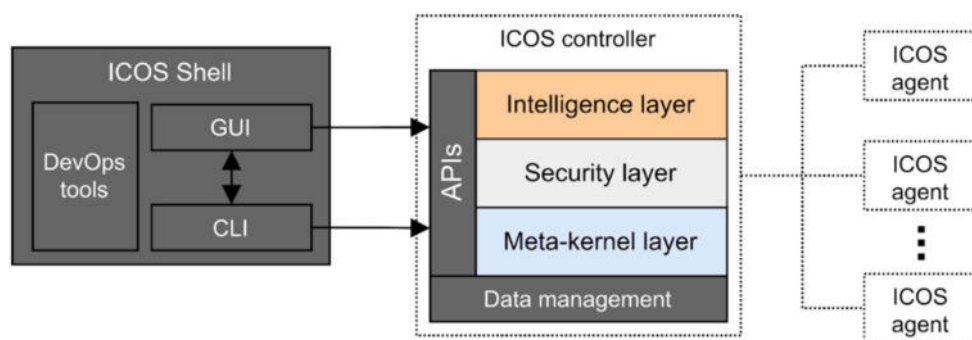 ICOS Shell
DevOps
tools
GUI
CLI
ICOS controller
APIs
Intelligence layer
Security layer
Meta-kernel layer
Data management
ICOS
agent
ICOS
agent
ICOS
agent